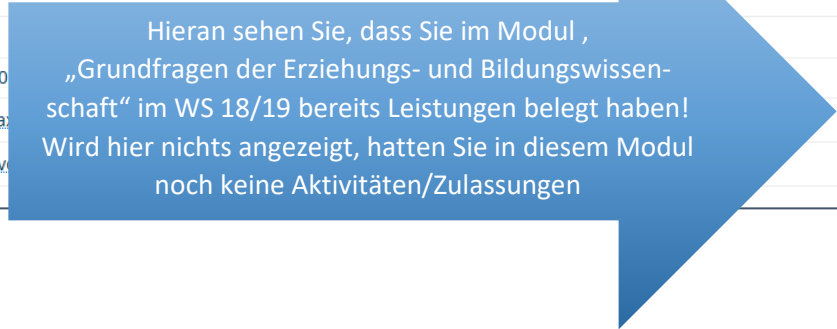 Hieran sehen Sie, dass Sie im Modul ,
„Grundfragen der Erziehungs- und Bildungswissen-
schaft“ im WS 18/19 bereits Leistungen belegt haben!
Wird hier nichts angezeigt, hatten Sie in diesem Modul
noch keine Aktivitäten/Zulassungen